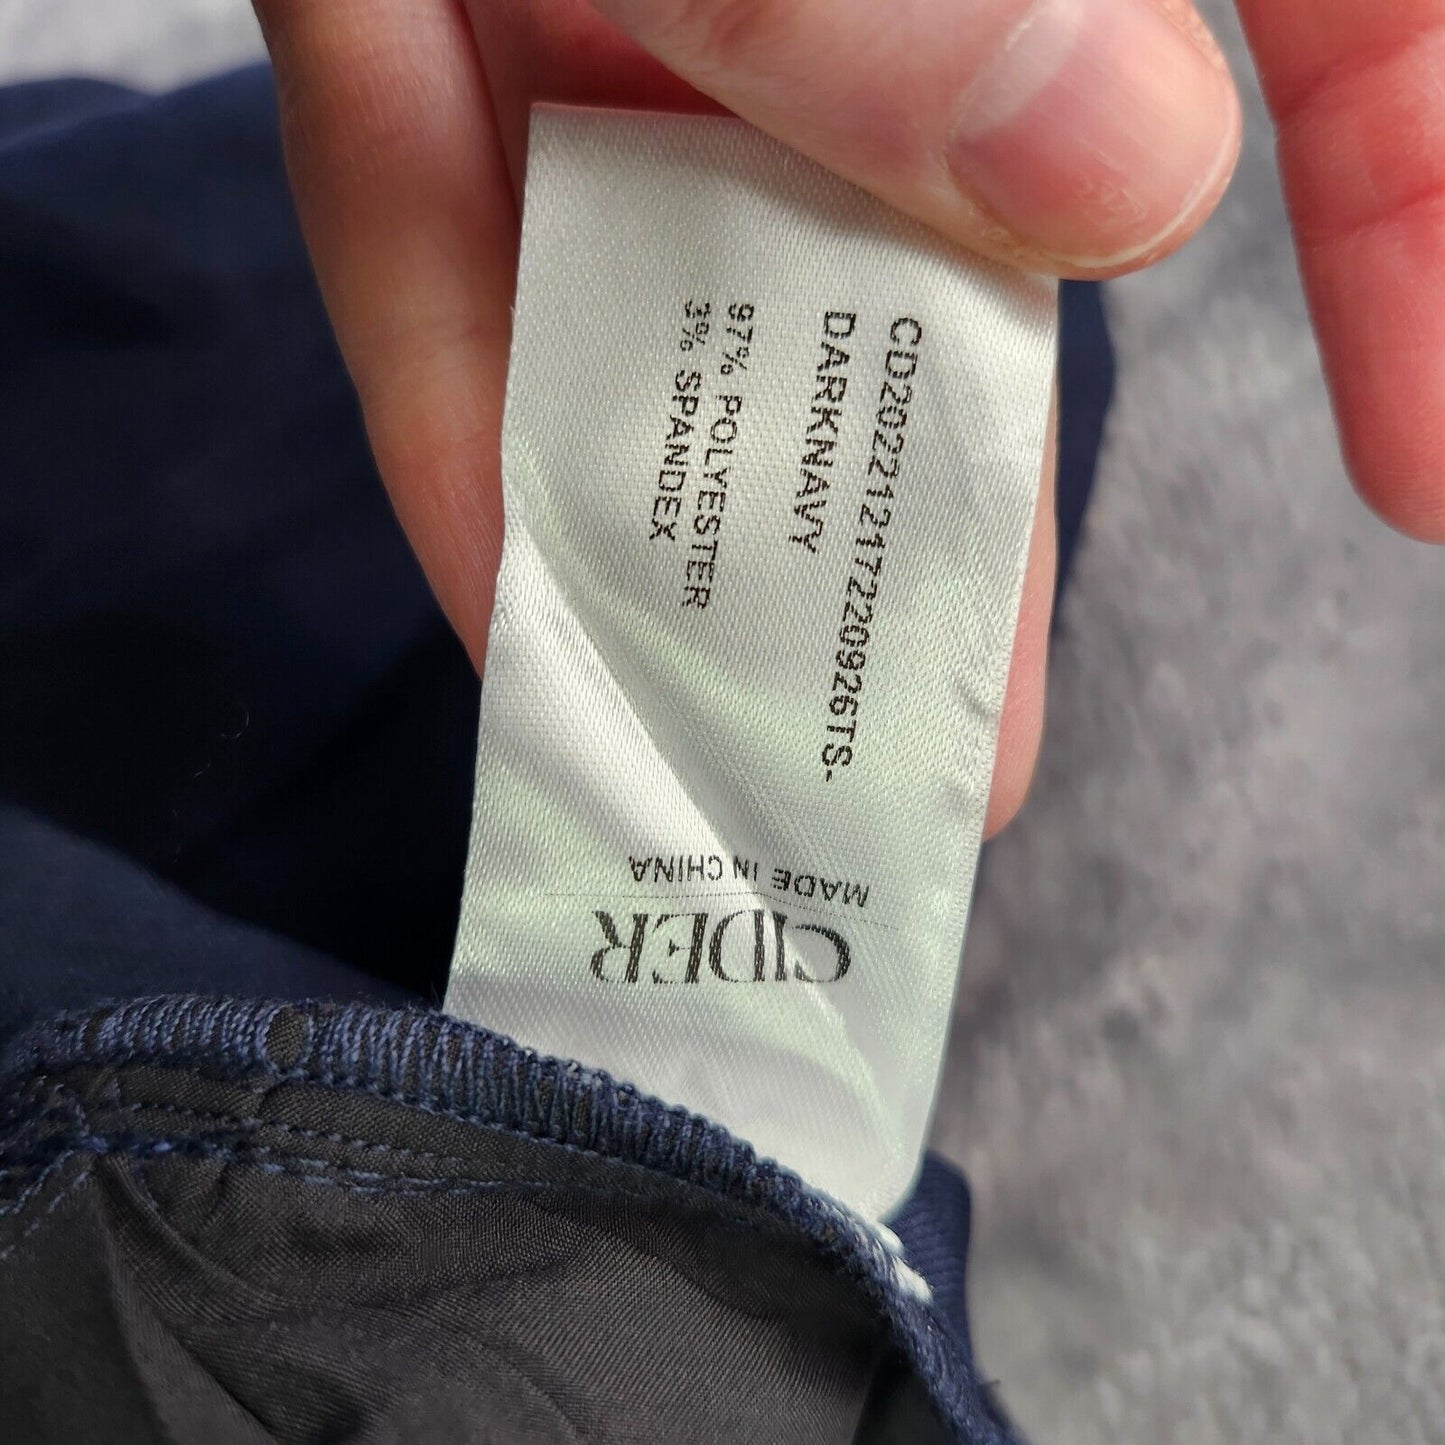 CIDER
MADE IN CHINA
CD20221217220926TS-
DARKNAVY
97% POLYESTER
3% SPANDEX